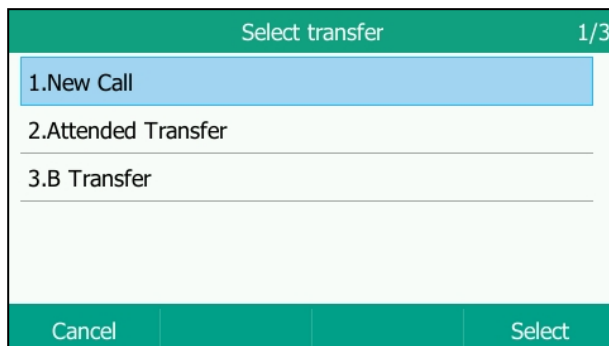 Select transfer 1/3
1.New Call
2.Attended Transfer
3.B Transfer
Cancel Select